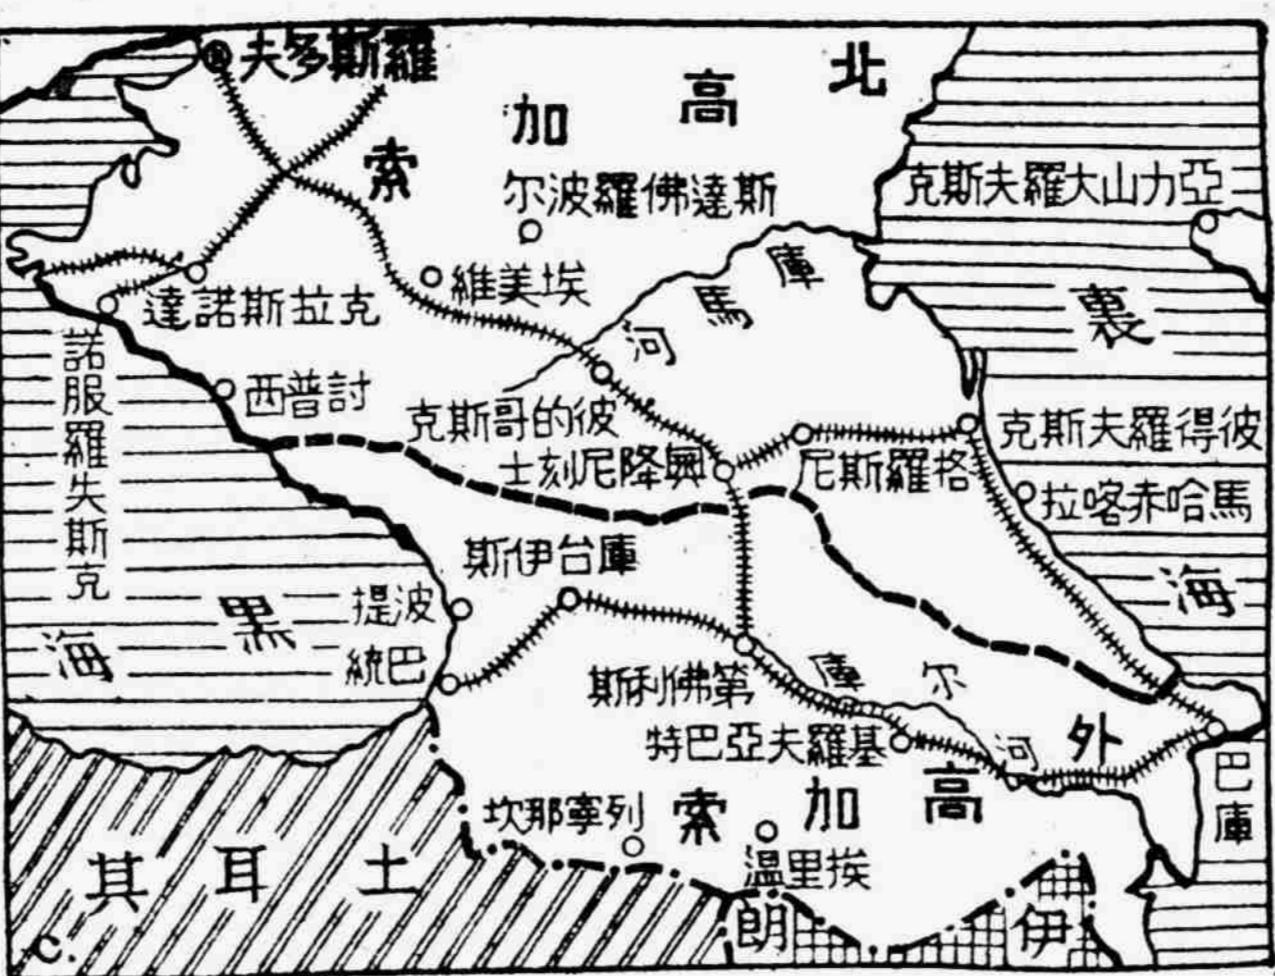 羅斯多夫
北高加索
斯達佛羅波尔
亞力山大羅夫斯克
埃美維
庫馬河
裏海
克拉斯諾達
諾服羅失斯克
討普西
彼的哥斯克
彼得羅夫斯克
興降尼刻士
格羅斯尼
馬哈赤喀拉
庫台伊斯
黑海
波提
巴統
第佛利斯
庫尔河
基羅夫亞巴特
外高加索
巴庫
列寧那坎
埃里温
土耳其
伊朗
C.